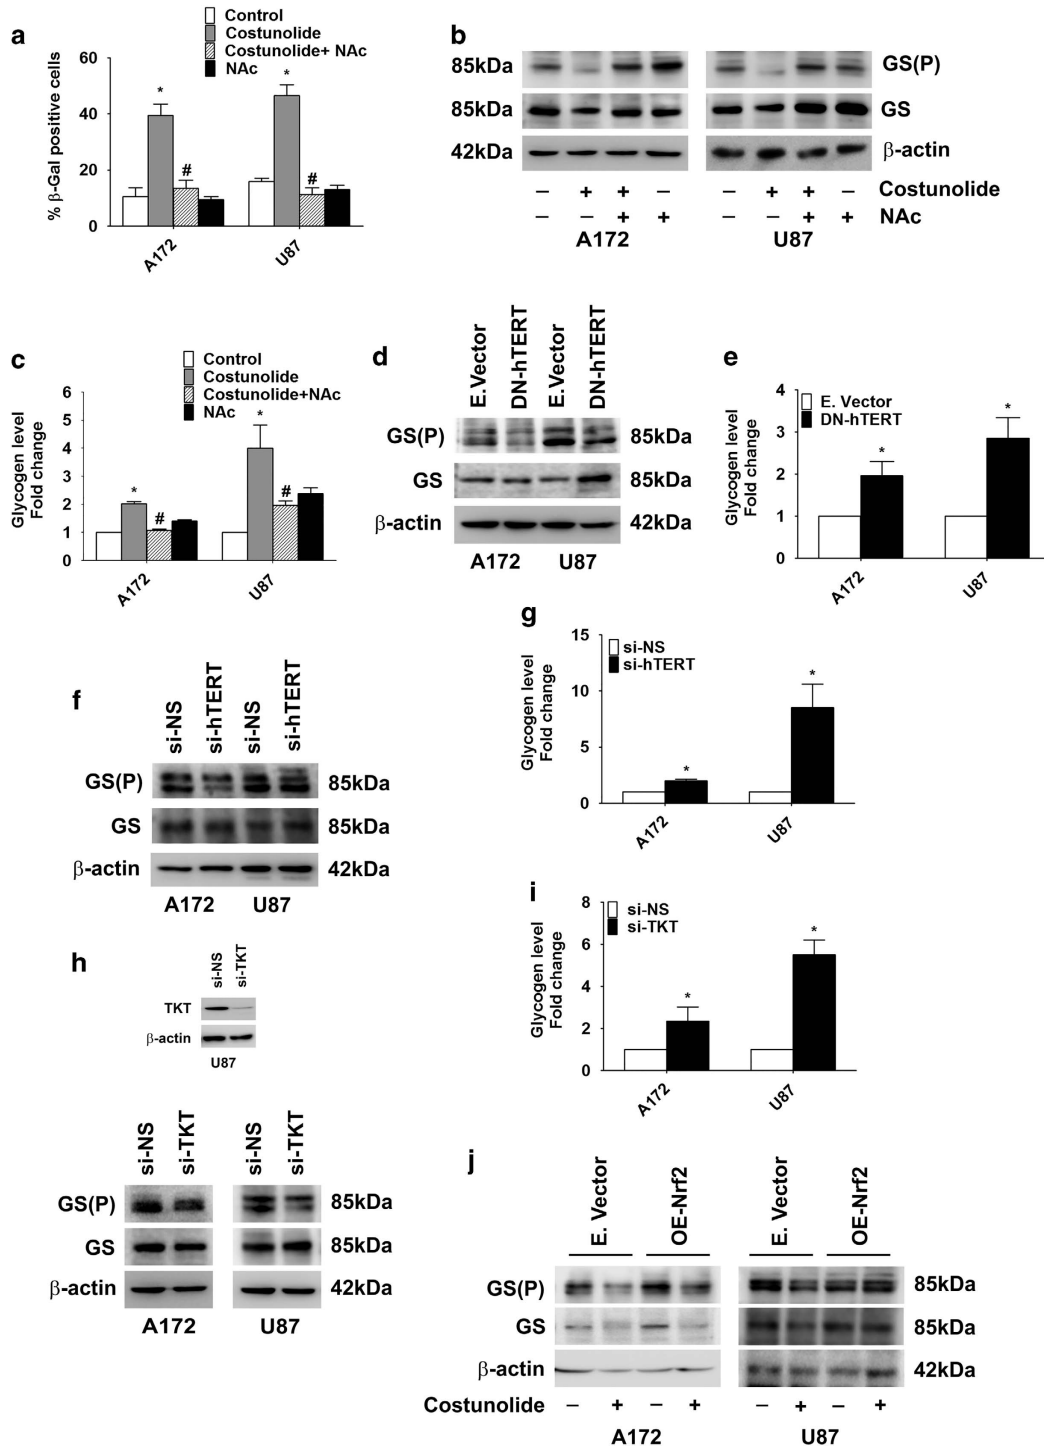 a
Control
Costunolide
Costunolide+ NAc
NAc
% β-Gal positive cells
60
40
20
0
*
#
*
#
A172
U87
b
85kDa
GS(P)
85kDa
GS
42kDa
β-actin
– + + – – + + – Costunolide
– – + + – – + + NAc
A172
U87
c
Control
Costunolide
Costunolide+NAc
NAc
Glycogen level
Fold change
6
5
4
3
2
1
0
*
#
*
#
A172
U87
d
E.Vector
DN-hTERT
E.Vector
DN-hTERT
GS(P)
85kDa
GS
85kDa
β-actin
42kDa
A172
U87
e
E. Vector
DN-hTERT
Glycogen level
Fold change
4
3
2
1
0
*
*
A172
U87
f
si-NS
si-hTERT
si-NS
si-hTERT
GS(P)
85kDa
GS
85kDa
β-actin
42kDa
A172
U87
g
si-NS
si-hTERT
Glycogen level
Fold change
15
10
5
0
*
*
A172
U87
h
si-NS
si-TKT
TKT
β-actin
U87
si-NS
si-TKT
si-NS
si-TKT
GS(P)
85kDa
GS
85kDa
β-actin
42kDa
A172
U87
i
si-NS
si-TKT
Glycogen level
Fold change
8
6
4
2
0
*
*
A172
U87
j
E. Vector
OE-Nrf2
E. Vector
OE-Nrf2
GS(P)
85kDa
GS
85kDa
β-actin
42kDa
Costunolide – + – + – + – +
A172
U87